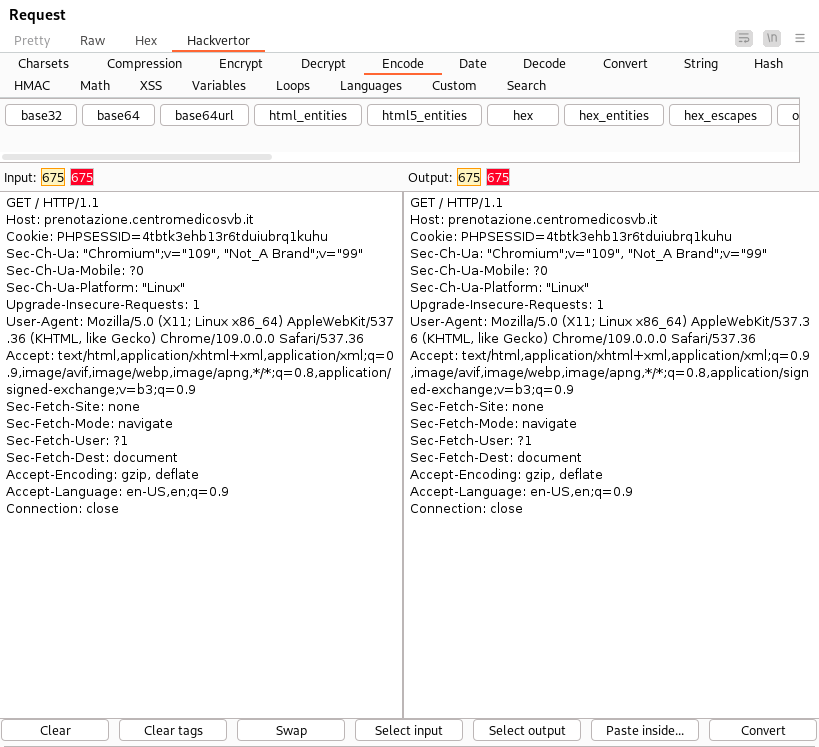 Request
Pretty Raw Hex Hackvertor \n
Charsets Compression Encrypt Decrypt Encode Date Decode Convert String Hash
HMAC Math XSS Variables Loops Languages Custom Search
base32 base64 base64url html_entities html5_entities hex hex_entities hex_escapes o
Input: 675 675
GET / HTTP/1.1
Host: prenotazione.centromedicosvb.it
Cookie: PHPSESSID=4tbtk3ehb13r6tduiubrq1kuhu
Sec-Ch-Ua: "Chromium";v="109", "Not_A Brand";v="99"
Sec-Ch-Ua-Mobile: ?0
Sec-Ch-Ua-Platform: "Linux"
Upgrade-Insecure-Requests: 1
User-Agent: Mozilla/5.0 (X11; Linux x86_64) AppleWebKit/537
.36 (KHTML, like Gecko) Chrome/109.0.0.0 Safari/537.36
Accept: text/html,application/xhtml+xml,application/xml;q=0
.9,image/avif,image/webp,image/apng,*/*;q=0.8,application/
signed-exchange;v=b3;q=0.9
Sec-Fetch-Site: none
Sec-Fetch-Mode: navigate
Sec-Fetch-User: ?1
Sec-Fetch-Dest: document
Accept-Encoding: gzip, deflate
Accept-Language: en-US,en;q=0.9
Connection: close
Output: 675 675
GET / HTTP/1.1
Host: prenotazione.centromedicosvb.it
Cookie: PHPSESSID=4tbtk3ehb13r6tduiubrq1kuhu
Sec-Ch-Ua: "Chromium";v="109", "Not_A Brand";v="99"
Sec-Ch-Ua-Mobile: ?0
Sec-Ch-Ua-Platform: "Linux"
Upgrade-Insecure-Requests: 1
User-Agent: Mozilla/5.0 (X11; Linux x86_64) AppleWebKit/537.3
6 (KHTML, like Gecko) Chrome/109.0.0.0 Safari/537.36
Accept: text/html,application/xhtml+xml,application/xml;q=0.9
,image/avif,image/webp,image/apng,*/*;q=0.8,application/sign
ed-exchange;v=b3;q=0.9
Sec-Fetch-Site: none
Sec-Fetch-Mode: navigate
Sec-Fetch-User: ?1
Sec-Fetch-Dest: document
Accept-Encoding: gzip, deflate
Accept-Language: en-US,en;q=0.9
Connection: close
Clear Clear tags Swap Select input Select output Paste inside... Convert